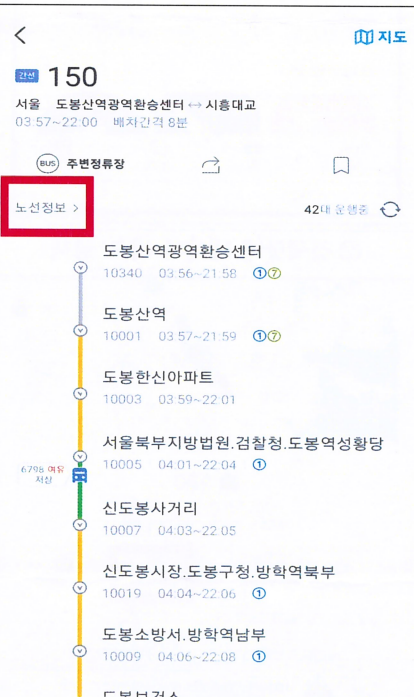 지도
간선 150
서울 도봉산역광역환승센터 ↔ 시흥대교
03:57~22:00 배차간격 8분
BUS 주변정류장
노선정보 >
42대 운행중
도봉산역광역환승센터
10340 03:56~21:58 ①⑦
도봉산역
10001 03:57~21:59 ①⑦
도봉한신아파트
10003 03:59~22:01
서울북부지방법원.검찰청.도봉역성황당
10005 04:01~22:04 ①
6798 여유
저상
신도봉사거리
10007 04:03~22:05
신도봉시장.도봉구청.방학역북부
10019 04:04~22:06 ①
도봉소방서.방학역남부
10009 04:06~22:08 ①
도봉보건소